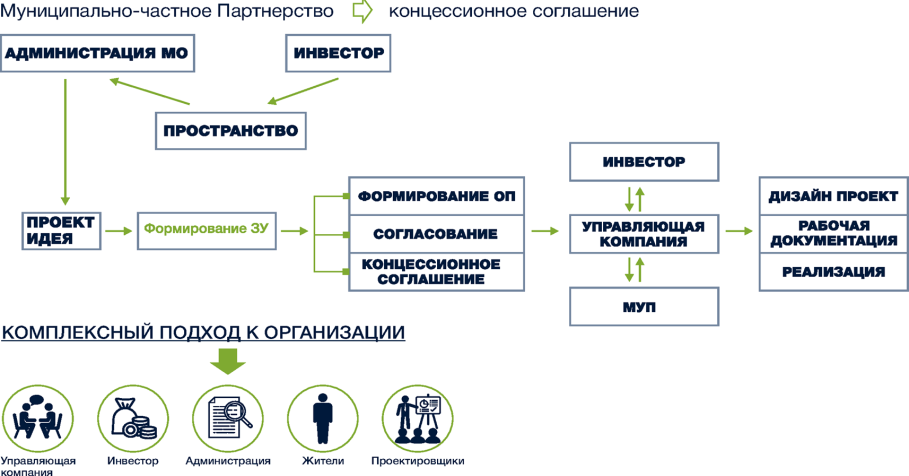 Муниципально-частное Партнерство концессионное соглашение
АДМИНИСТРАЦИЯ МО
ИНВЕСТОР
ПРОСТРАНСТВО
ПРОЕКТ
ИДЕЯ
Формирование ЗУ
ФОРМИРОВАНИЕ ОП
СОГЛАСОВАНИЕ
КОНЦЕССИОННОЕ
СОГЛАШЕНИЕ
ИНВЕСТОР
УПРАВЛЯЮЩАЯ
КОМПАНИЯ
МУП
ДИЗАЙН ПРОЕКТ
РАБОЧАЯ
ДОКУМЕНТАЦИЯ
РЕАЛИЗАЦИЯ
КОМПЛЕКСНЫЙ ПОДХОД К ОРГАНИЗАЦИИ
Управляющая
компания
Инвестор
Администрация
Жители
Проектировщики